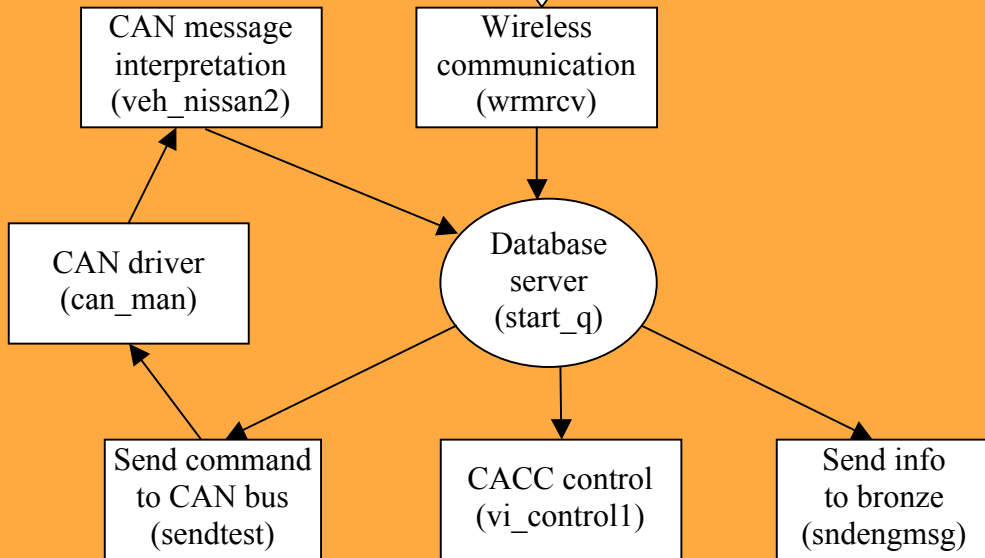 CAN message
interpretation
(veh_nissan2)
Wireless
communication
(wrmrcv)
CAN driver
(can_man)
Database
server
(start_q)
Send command
to CAN bus
(sendtest)
CACC control
(vi_control1)
Send info
to bronze
(sndengmsg)